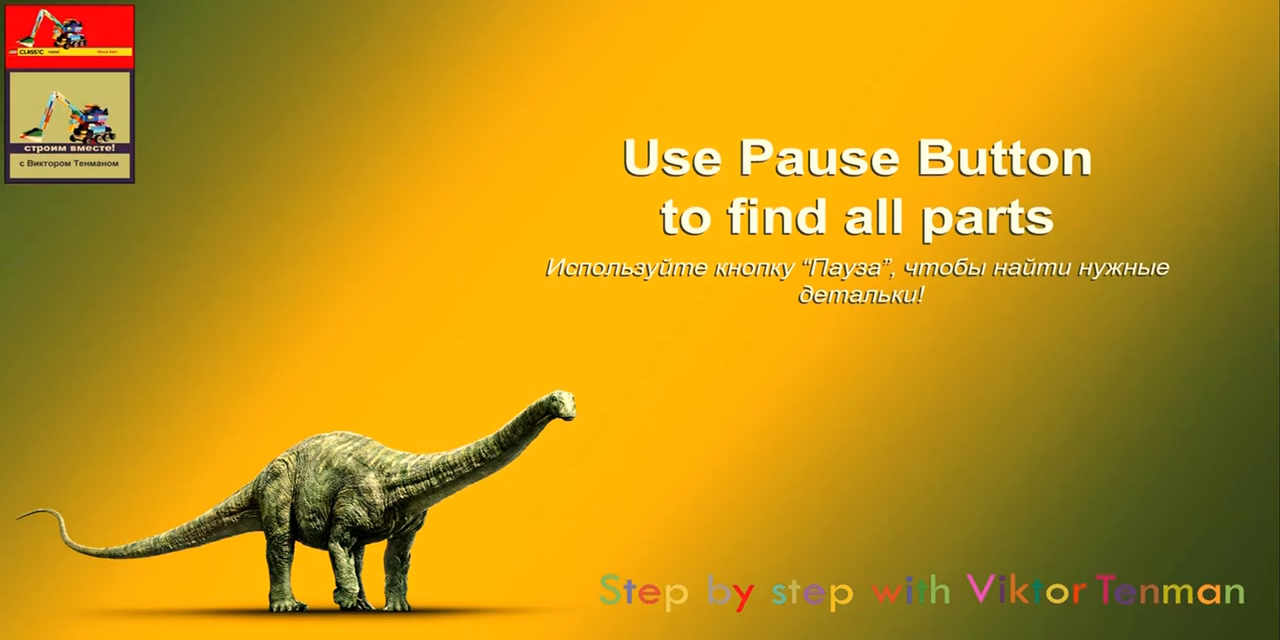 CLASSIC
строим вместе!
с Виктором Тенманом
Use Pause Button
to find all parts
Используйте кнопку “Пауза”, чтобы найти нужные
детальки!
Step by step with Viktor Tenman